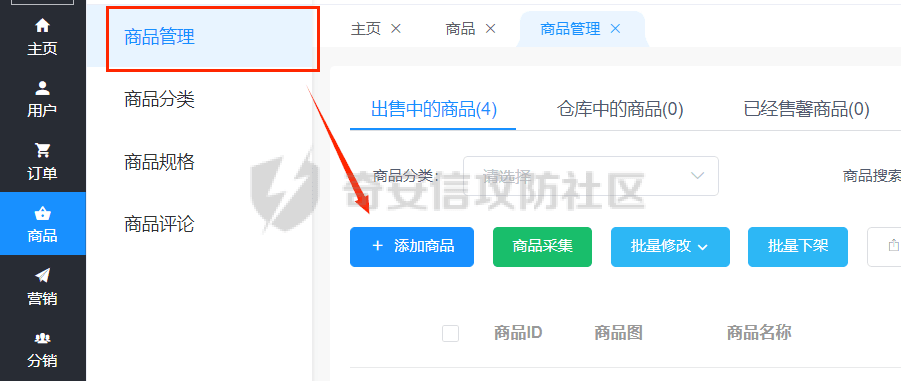 主页
用户
订单
商品
营销
分销
商品管理
商品分类
商品规格
商品评论
主页 商品 商品管理
出售中的商品(4) 仓库中的商品(0) 已经售馨商品(0)
商品分类: 请选择 商品搜索
奇安信攻防社区
+ 添加商品 商品采集 批量修改 批量下架
商品ID 商品图 商品名称